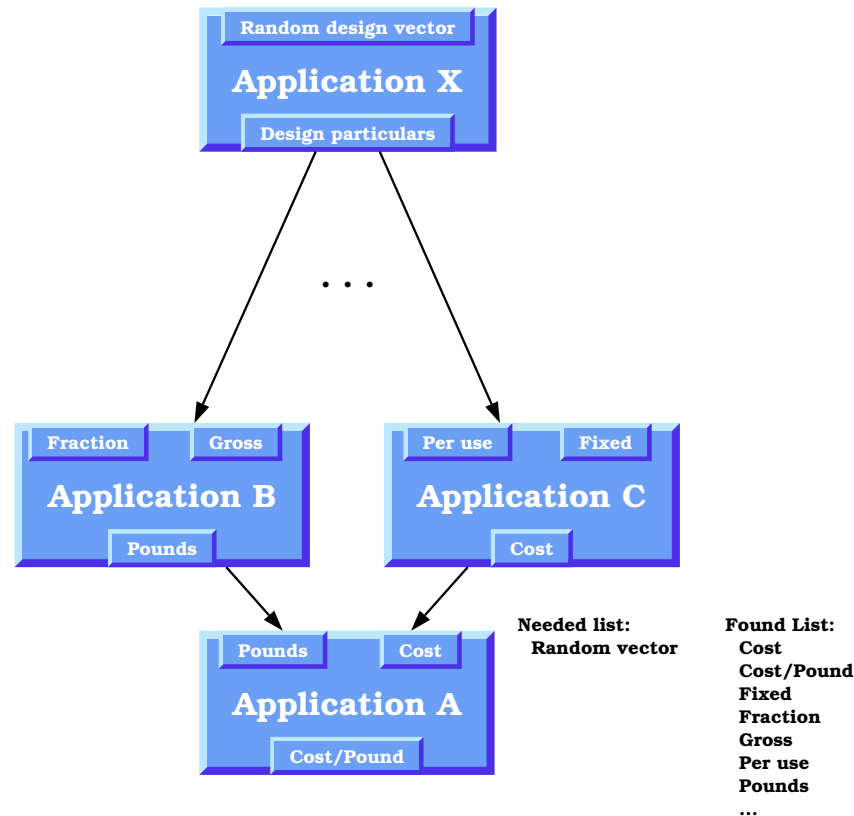 Random design vector
Application X
Design particulars
. . .
Fraction
Gross
Application B
Pounds
Per use
Fixed
Application C
Cost
Pounds
Cost
Application A
Cost/Pound
Needed list:
Random vector
Found List:
Cost
Cost/Pound
Fixed
Fraction
Gross
Per use
Pounds
...